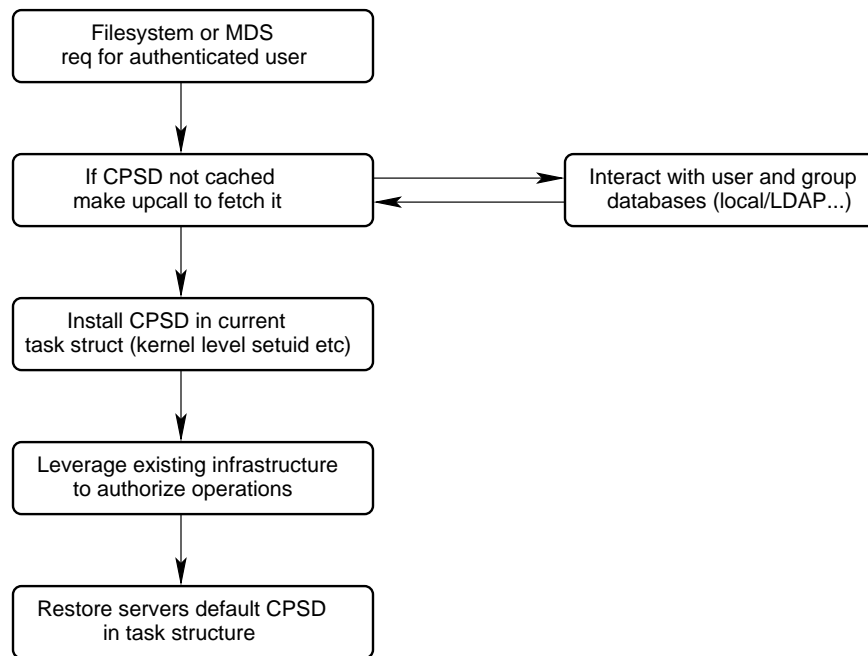 Filesystem or MDS
req for authenticated user
If CPSD not cached
make upcall to fetch it
Interact with user and group
databases (local/LDAP...)
Install CPSD in current
task struct (kernel level setuid etc)
Leverage existing infrastructure
to authorize operations
Restore servers default CPSD
in task structure